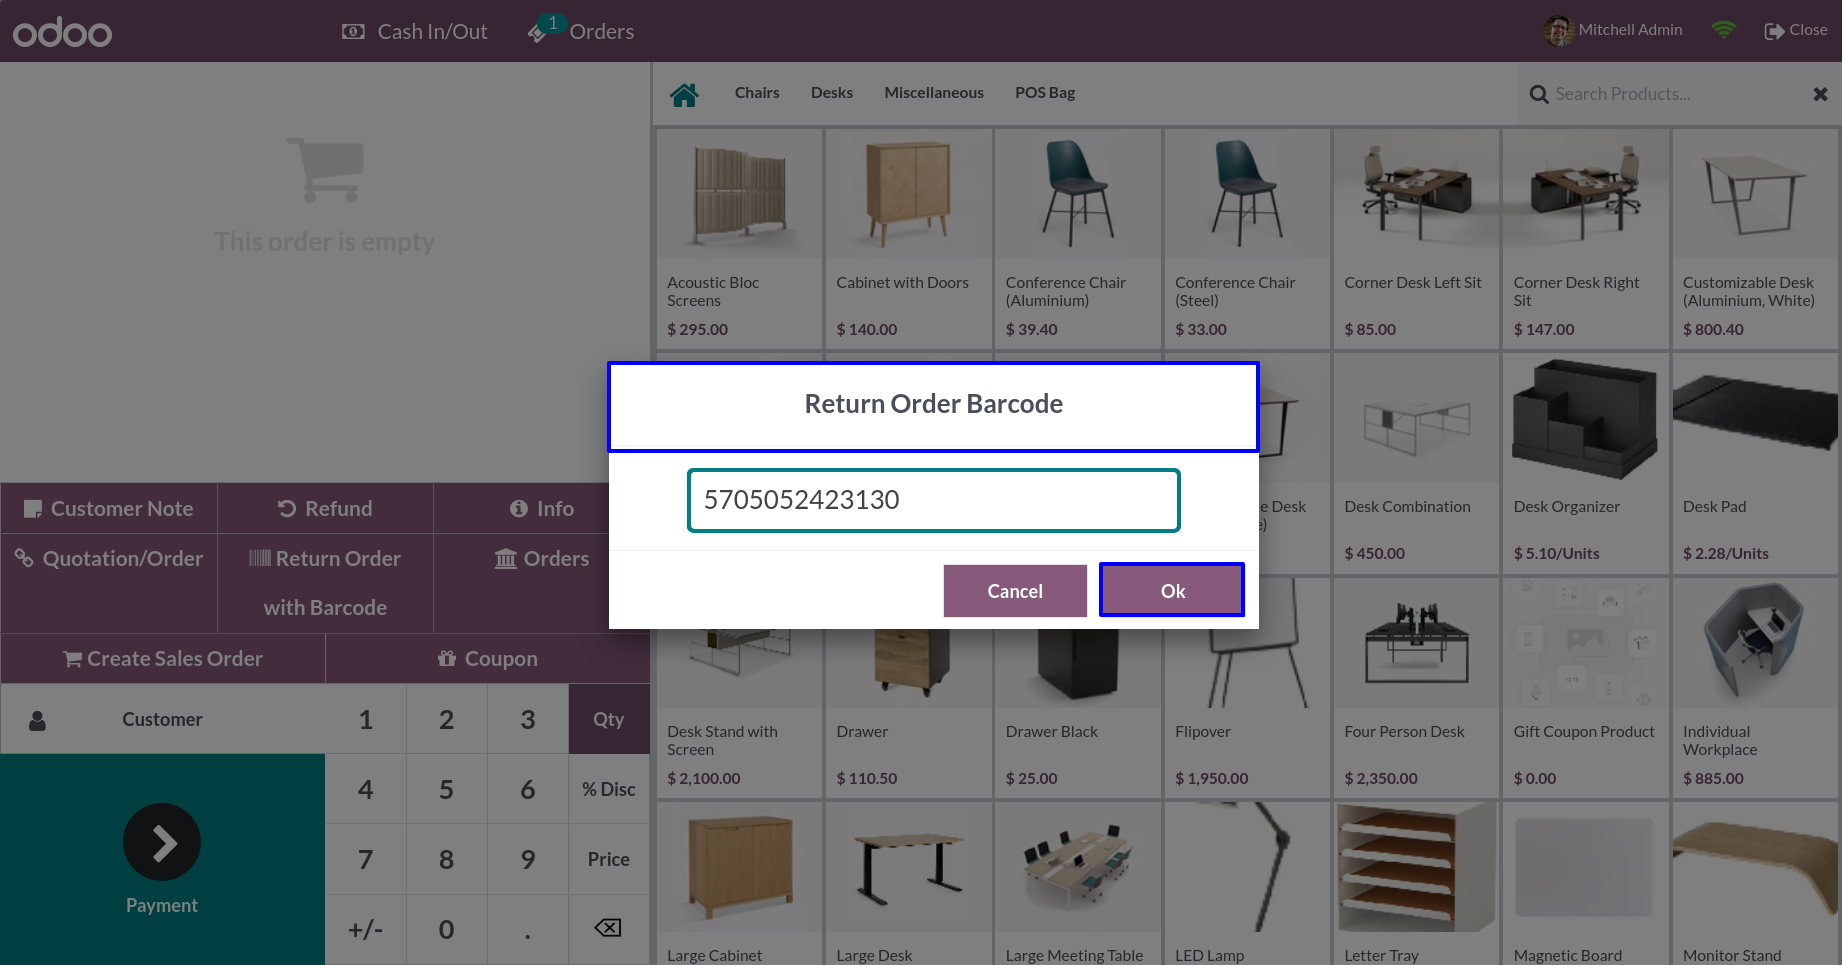 odoo
Cash In/Out
1
Orders
Mitchell Admin
Close
Chairs
Desks
Miscellaneous
POS Bag
Search Products...
This order is empty
Acoustic Bloc
Screens
$ 295.00
Cabinet with Doors
$ 140.00
Conference Chair
(Aluminium)
$ 39.40
Conference Chair
(Steel)
$ 33.00
Corner Desk Left Sit
$ 85.00
Corner Desk Right
Sit
$ 147.00
Customizable Desk
(Aluminium, White)
$ 800.40
Return Order Barcode
5705052423130
Cancel
Ok
e Desk
e)
Desk Combination
$ 450.00
Desk Organizer
$ 5.10/Units
Desk Pad
$ 2.28/Units
Customer Note
Refund
Info
Quotation/Order
Return Order
with Barcode
Orders
Create Sales Order
Coupon
Customer
1
2
3
Qty
4
5
6
% Disc
7
8
9
Price
+/-
0
.
Payment
Desk Stand with
Screen
$ 2,100.00
Drawer
$ 110.50
Drawer Black
$ 25.00
Flipover
$ 1,950.00
Four Person Desk
$ 2,350.00
Gift Coupon Product
$ 0.00
Individual
Workplace
$ 885.00
Large Cabinet
Large Desk
Large Meeting Table
LED Lamp
Letter Tray
Magnetic Board
Monitor Stand